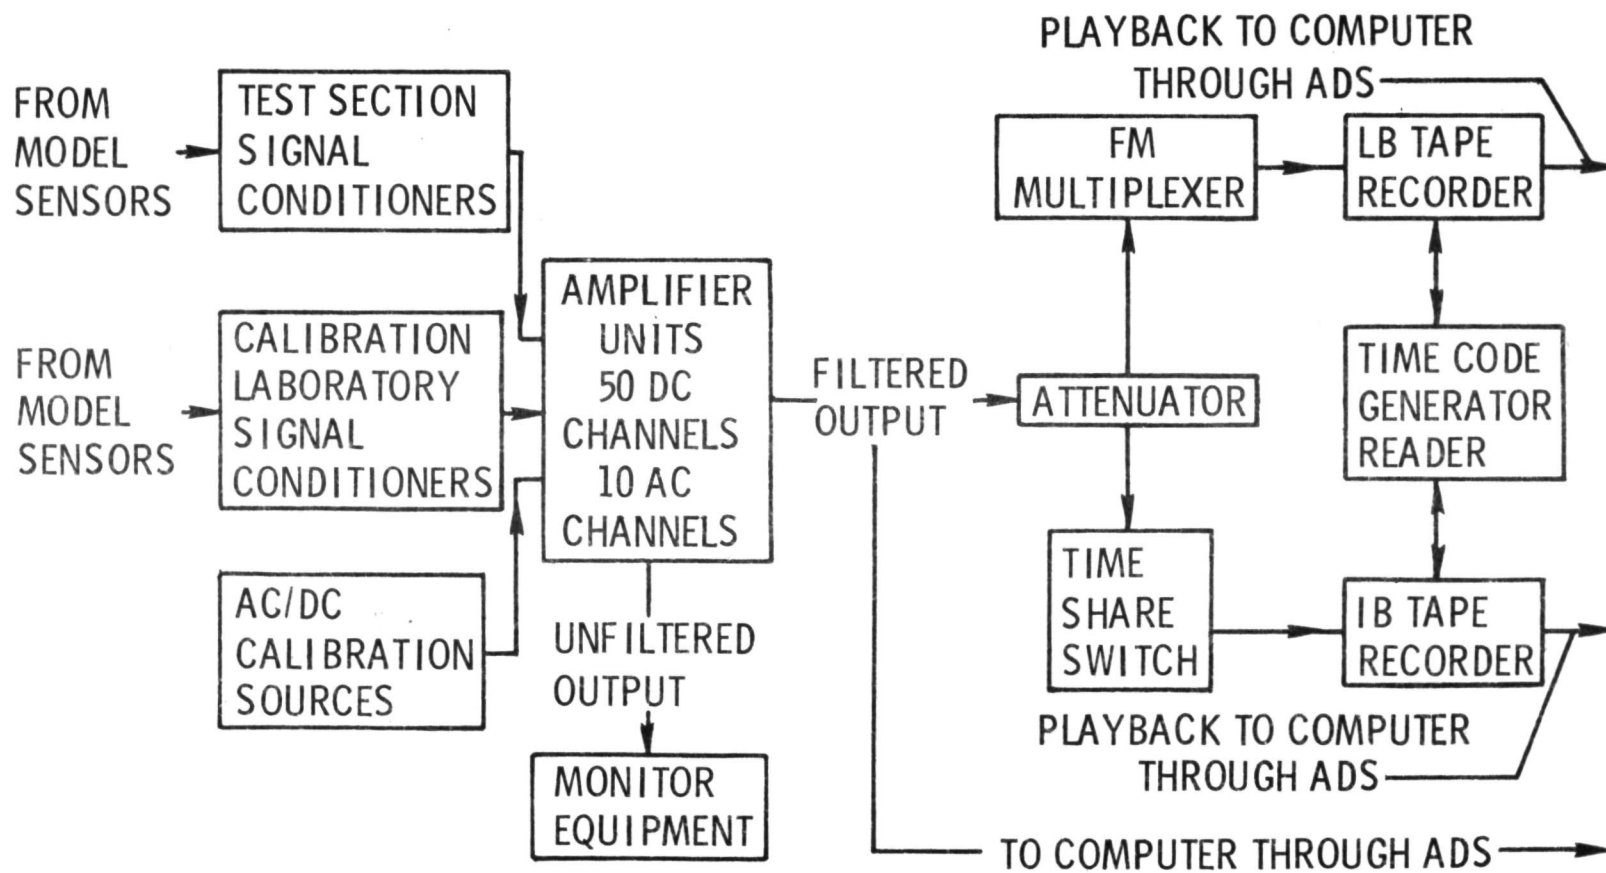 FROM
MODEL
SENSORS
TEST SECTION
SIGNAL
CONDITIONERS
FROM
MODEL
SENSORS
CALIBRATION
LABORATORY
SIGNAL
CONDITIONERS
AC/DC
CALIBRATION
SOURCES
AMPLIFIER
UNITS
50 DC
CHANNELS
10 AC
CHANNELS
UNFILTERED
OUTPUT
MONITOR
EQUIPMENT
FILTERED
OUTPUT
ATTENUATOR
FM
MULTIPLEXER
TIME
SHARE
SWITCH
PLAYBACK TO COMPUTER
THROUGH ADS
LB TAPE
RECORDER
TIME CODE
GENERATOR
READER
IB TAPE
RECORDER
PLAYBACK TO COMPUTER
THROUGH ADS
TO COMPUTER THROUGH ADS